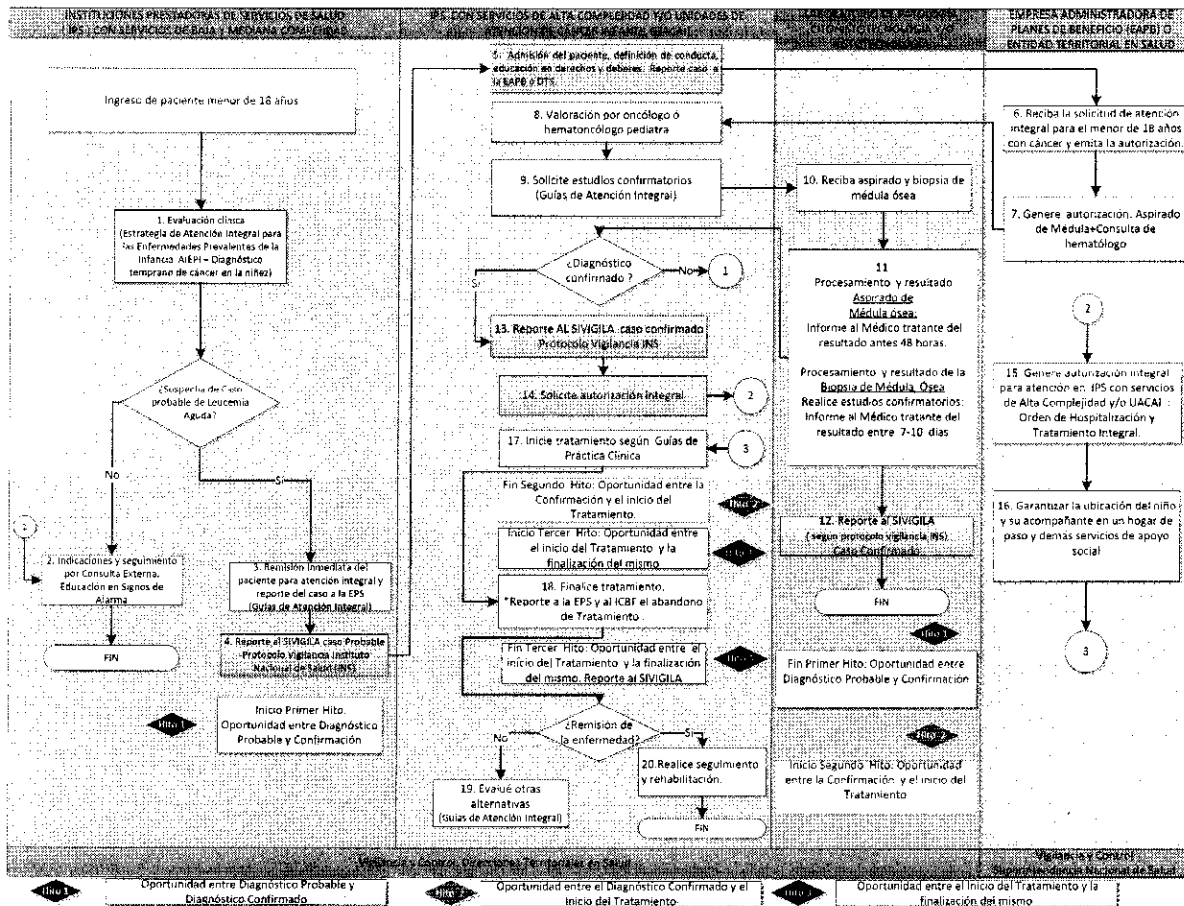 INSTITUCIONES PRESTADORAS DE SERVICIOS DE SALUD
(IPS) CON SERVICIOS DE BAJA y MEDIANA COMPLEJIDAD
Ingreso de paciente menor de 18 años
1. Evaluación clínica
(Estrategia de Atención Integral para
las Enfermedades Prevalentes de la
Infancia AIEPI – Diagnóstico
temprano de cáncer en la niñez)
¿Sospecha de Caso
probable de Leucemia
Aguda?
No
Si
1
2. Indicaciones y seguimiento
por Consulta Externa.
Educación en Signos de
Alarma
FIN
3. Remisión Inmediata del
paciente para atención integral y
reporte del caso a la EPS
(Guías de Atención Integral)
4. Reporte al SIVIGILA caso Probable
Protocolo Vigilancia Instituto
Nacional de Salud (INS)
Hito 1
Inicio Primer Hito.
Oportunidad entre Diagnóstico
Probable y Confirmación
IPS CON SERVICIOS DE ALTA COMPLEJIDAD Y/O UNIDADES DE
ATENCIÓN DE CANCER INFANTIL
5. Admisión del paciente, definición de conducta,
educación en derechos y deberes. Reporte caso a
la EAPB o DTS.
8. Valoración por oncólogo ó
hematoncólogo pediatra
9. Solicite estudios confirmatorios
(Guías de Atención Integral)
¿Diagnóstico
confirmado ?
No
1
Si
13. Reporte AL SIVIGILA caso confirmado
Protocolo Vigilancia INS
14. Solicite autorización integral
2
17. Inicie tratamiento según Guías de
Práctica Clinica
3
Fin Segundo Hito: Oportunidad entre la
Confirmación y el inicio del
Tratamiento.
Hito 2
Inicio Tercer Hito: Oportunidad entre
el inicio del Tratamiento y la
finalización del mismo
18. Finalice tratamiento.
*Reporte a la EPS y al ICBF el abandono
de Tratamiento.
Fin Tercer Hito: Oportunidad entre el
inicio del Tratamiento y la finalización
del mismo. Reporte al SIVIGILA
¿Remisión de
la enfermedad?
No
Si
19. Evalué otras
alternativas
(Guías de Atención Integral)
20.Realice seguimiento
y rehabilitación.
FIN
10. Reciba aspirado y biopsia de
médula ósea
11
Procesamiento y resultado
Aspirado de
Médula ósea:
Informe al Médico tratante del
resultado antes 48 horas.
Procesamiento y resultado de la
Biopsia de Médula Ósea
Realice estudios confirmatorios:
Informe al Médico tratante del
resultado entre 7-10 dias
12. Reporte al SIVIGILA
( según protocolo vigilancia INS)
Caso Confirmado
FIN
Hito 1
Fin Primer Hito: Oportunidad entre
Diagnóstico Probable y Confirmación
Hito 2
Inicio Segundo Hito: Oportunidad
entre la Confirmación y el inicio del
Tratamiento
EMPRESA ADMINISTRADORA DE
PLANES DE BENEFICIO (EAPB) O
ENTIDAD TERRITORIAL EN SALUD
6. Reciba la solicitud de atención
integral para el menor de 18 años
con cáncer y emita la autorización.
7. Genere autorización. Aspirado
de Médula+Consulta de
hematólogo
2
15. Genere autorización integral
para atención en IPS con servicios
de Alta Complejidad y/o UACAI :
Orden de Hospitalización y
Tratamiento Integral.
16. Garantizar la ubicación del niño
y su acompañante en un hogar de
paso y demás servicios de apoyo
social
3
Vigilancia y Control. Direcciones Territoriales en Salud
Vigilancia y Control
Superintendencia Nacional de Salud
Hito 1
Oportunidad entre Diagnóstico Probable y
Diagnóstico Confirmado
Hito 2
Oportunidad entre el Diagnóstico Confirmado y el
Inicio del Tratamiento
Hito 3
Oportunidad entre el Inicio del Tratamiento y la
finalización del mismo